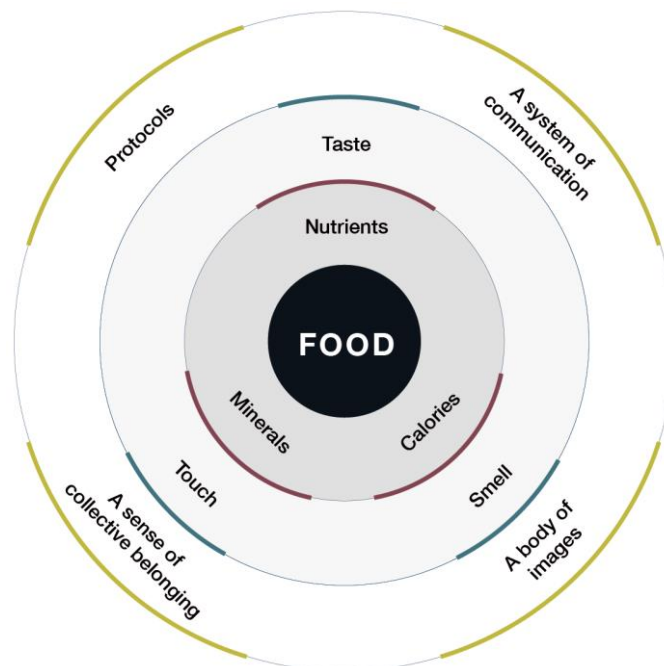 Protocols
A system of
communication
Taste
Nutrients
FOOD
Minerals
Calories
Touch
Smell
A sense of
collective belonging
A body of
images